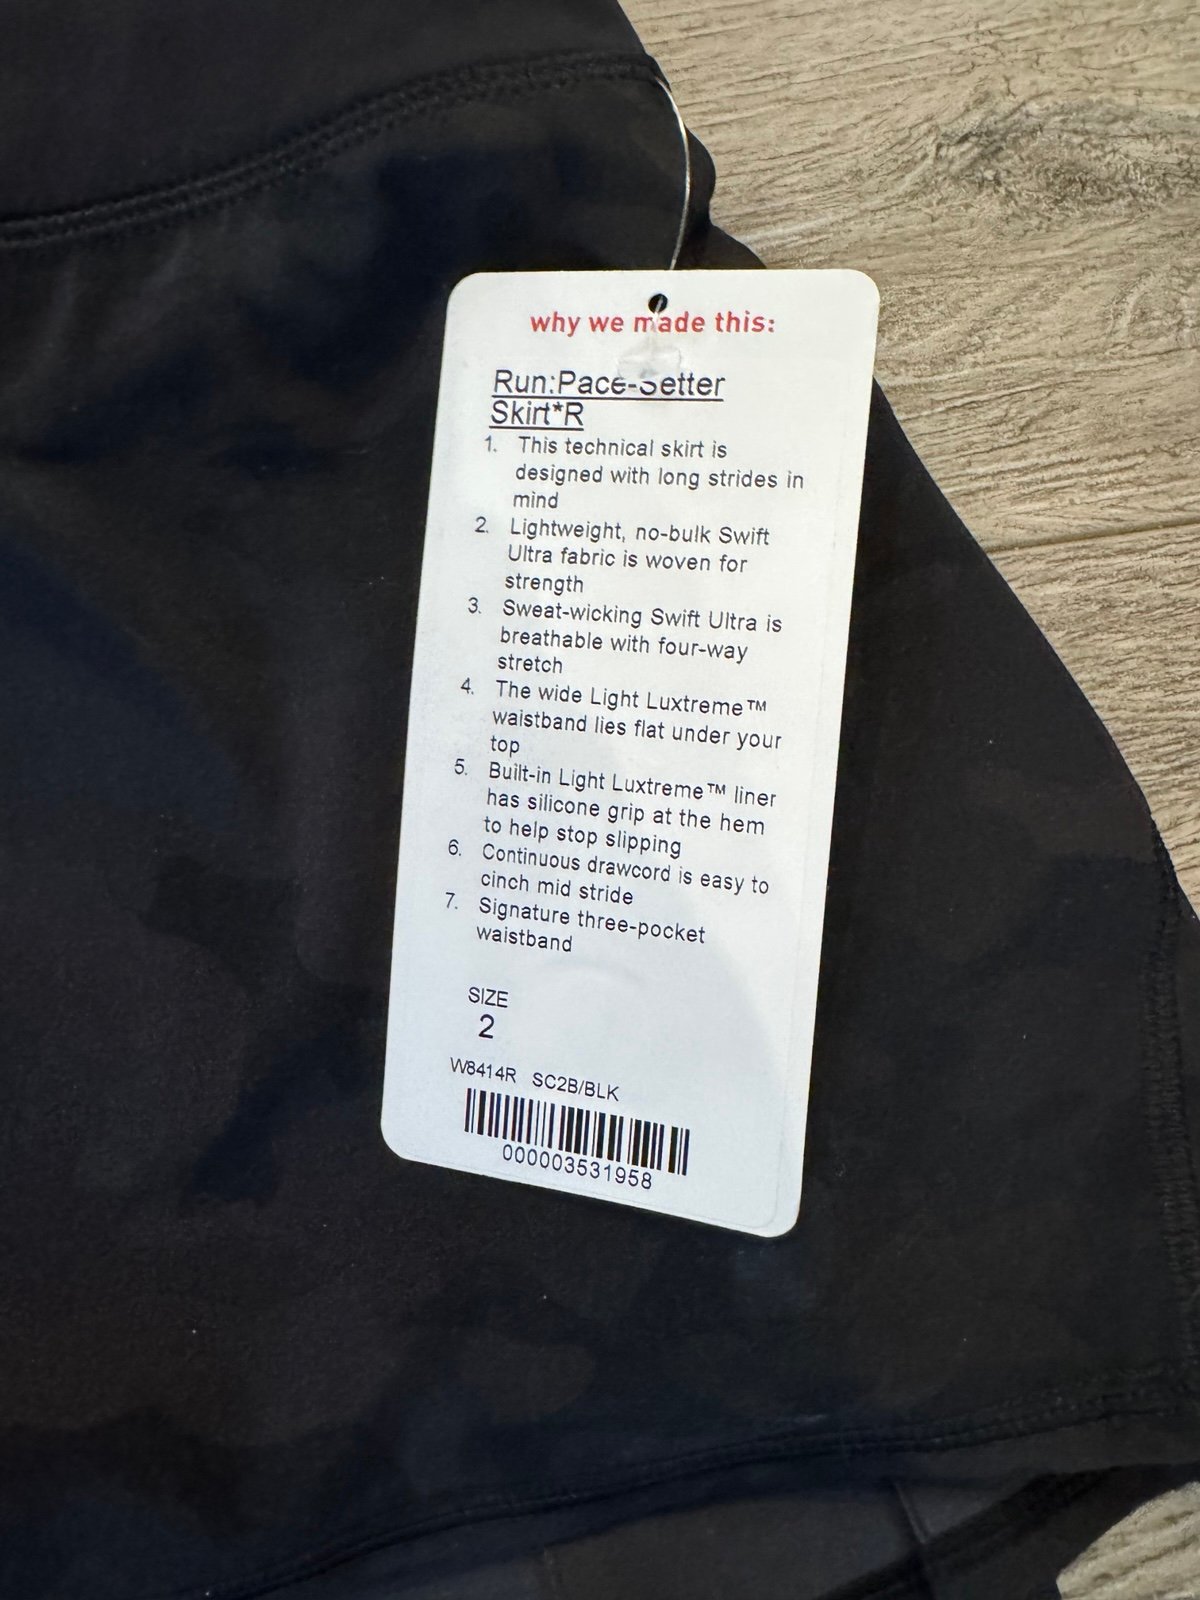 why we made this:
Run:Pace-Setter
Skirt*R
1. This technical skirt is
designed with long strides in
mind
2. Lightweight, no-bulk Swift
Ultra fabric is woven for
strength
3. Sweat-wicking Swift Ultra is
breathable with four-way
stretch
4. The wide Light Luxtreme™
waistband lies flat under your
top
5. Built-in Light Luxtreme™ liner
has silicone grip at the hem
to help stop slipping
6. Continuous drawcord is easy to
cinch mid stride
7. Signature three-pocket
waistband
SIZE
2
W8414R SC2B/BLK
000003531958